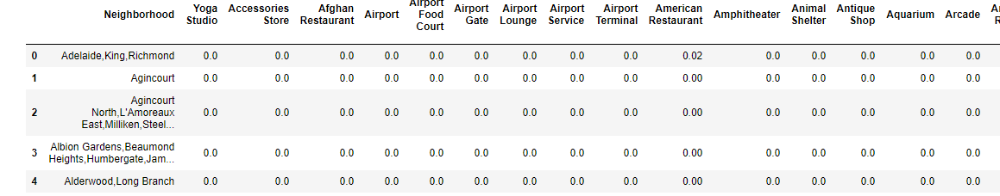 Neighborhood Yoga Studio Accessories Store Afghan Restaurant Airport Airport Food Court Airport Gate Airport Lounge Airport Service Airport Terminal American Restaurant Amphitheater Animal Shelter Antique Shop Aquarium Arcade
0 Adelaide,King,Richmond 0.0 0.0 0.0 0.0 0.0 0.0 0.0 0.0 0.0 0.02 0.0 0.0 0.0 0.0 0.0
1 Agincourt 0.0 0.0 0.0 0.0 0.0 0.0 0.0 0.0 0.0 0.00 0.0 0.0 0.0 0.0 0.0
Agincourt
2 North,L'Amoreaux 0.0 0.0 0.0 0.0 0.0 0.0 0.0 0.0 0.0 0.00 0.0 0.0 0.0 0.0 0.0
East,Milliken,Steel...
3 Albion Gardens,Beaumond 0.0 0.0 0.0 0.0 0.0 0.0 0.0 0.0 0.0 0.00 0.0 0.0 0.0 0.0 0.0
Heights,Humbergate,Jam...
4 Alderwood,Long Branch 0.0 0.0 0.0 0.0 0.0 0.0 0.0 0.0 0.0 0.00 0.0 0.0 0.0 0.0 0.0